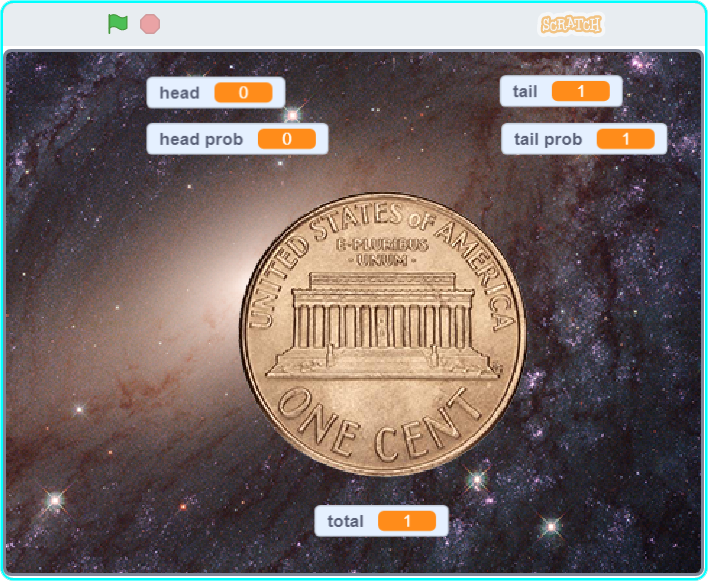 SCRATCH
head 0
tail 1
head prob 0
tail prob 1
UNITED STATES OF AMERICA
E·PLURIBUS
·UNUM·
ONE CENT
total 1